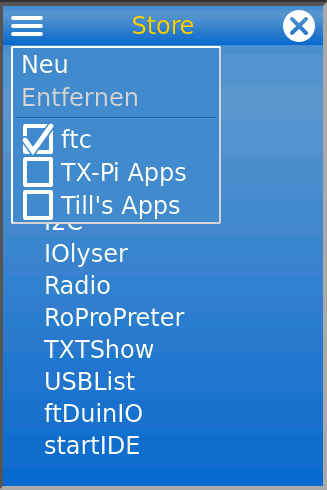 Store
Neu
Entfernen
ftc
TX-Pi Apps
Till's Apps
I2C
IOlyser
Radio
RoProPreter
TXTShow
USBList
ftDuinIO
startIDE